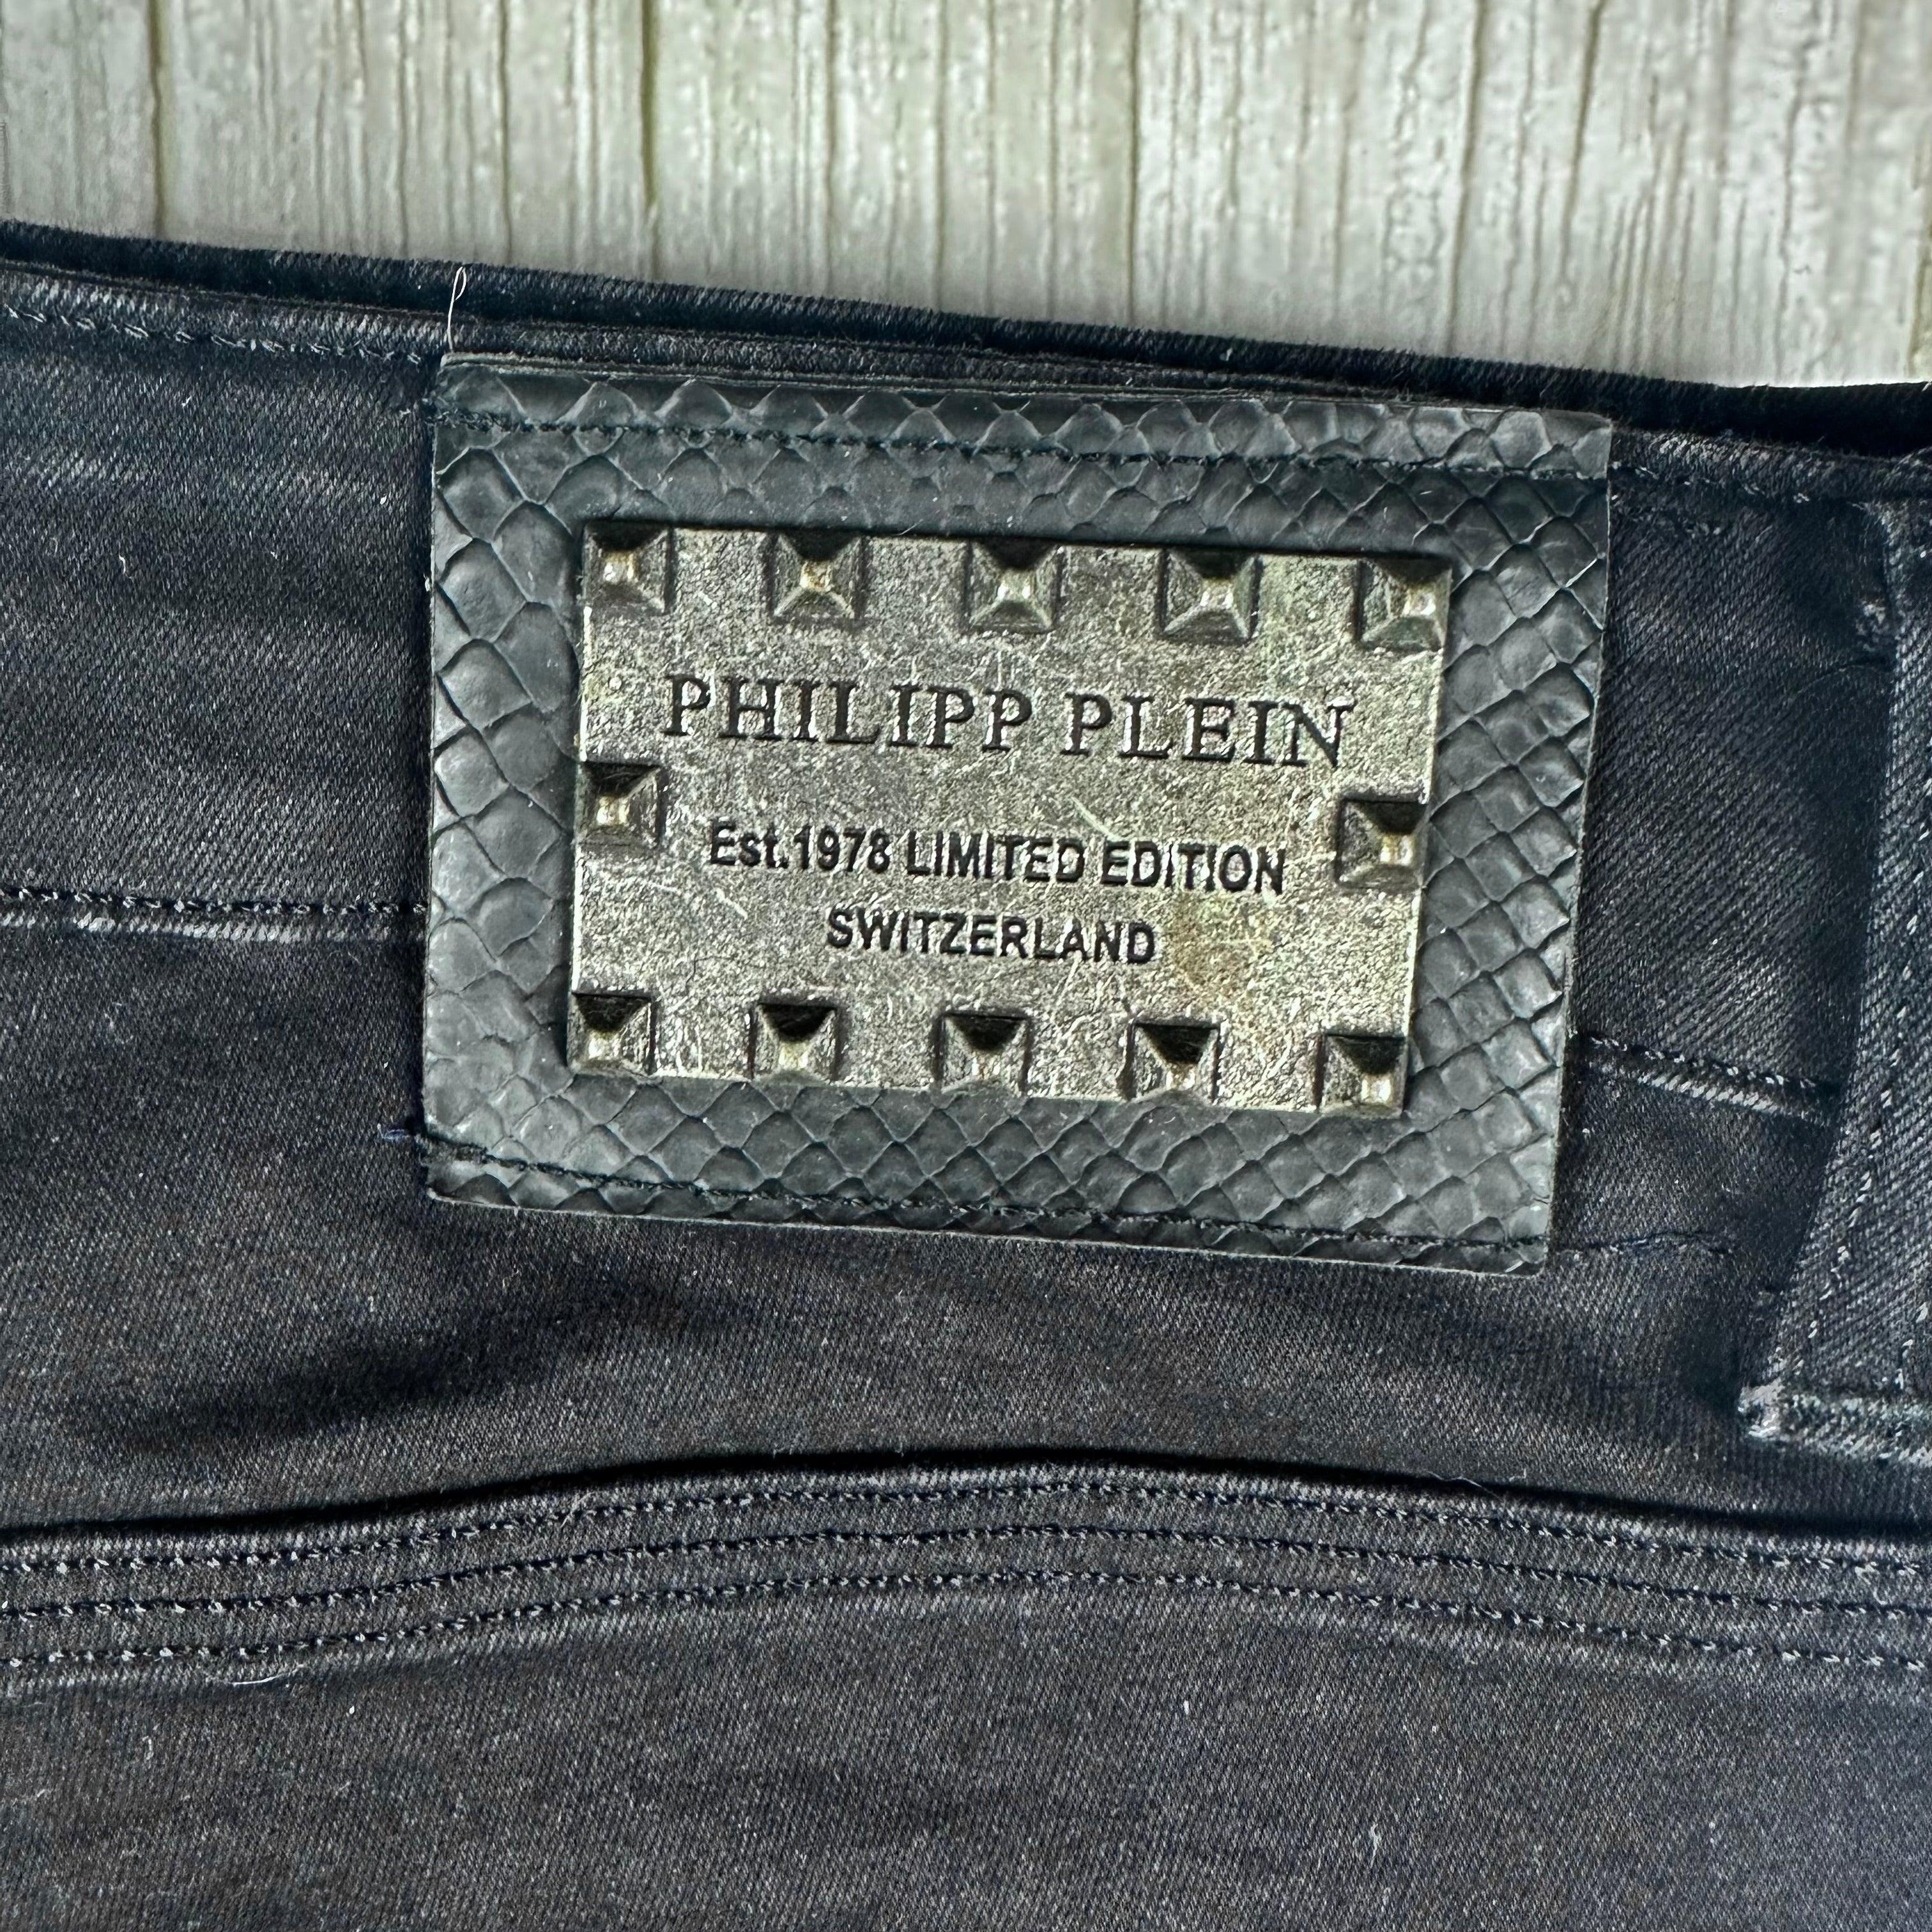 PHILIPP PLEIN
Est.1978 LIMITED EDITION
SWITZERLAND